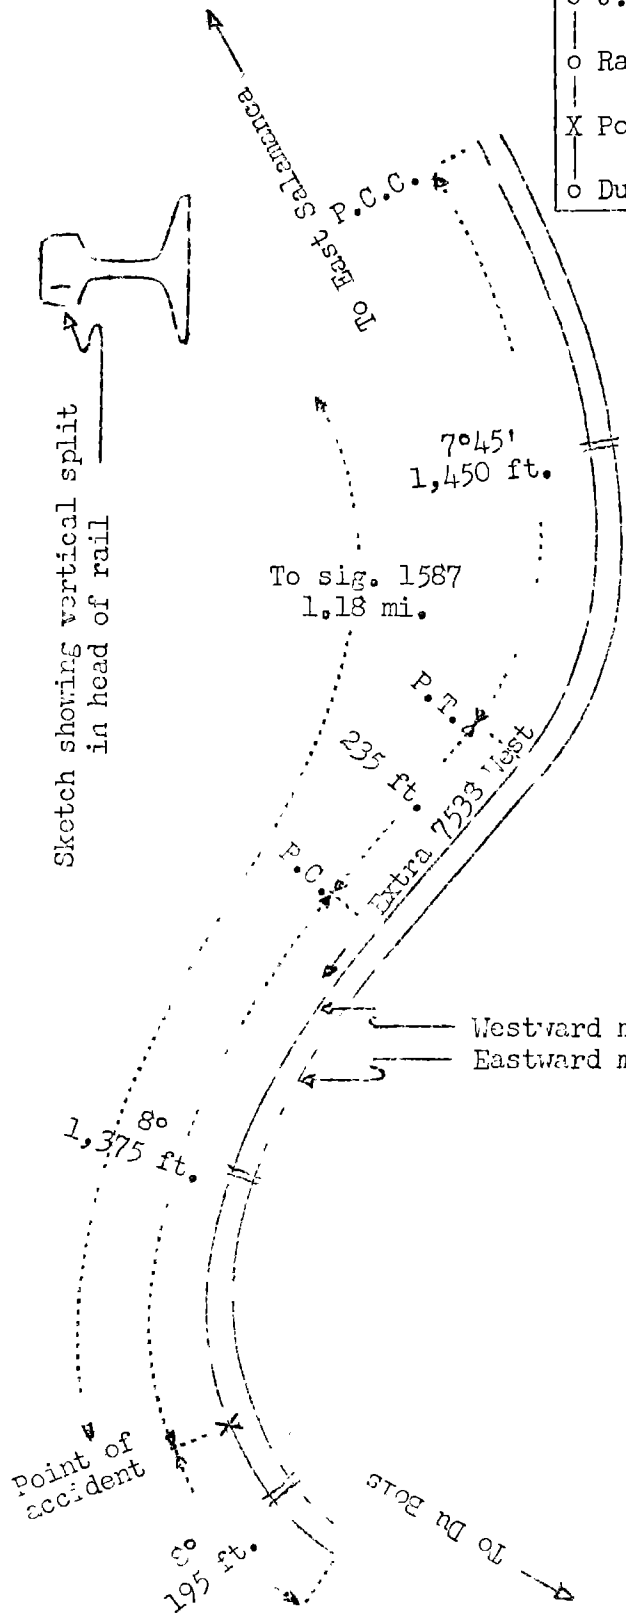 Ra
X Po
Du
To East Salamanca
P.C.C.
Sketch showing vertical split
in head of rail
7°45'
1,450 ft.
To sig. 1587
1.18 mi.
P.T.
235 ft.
P.C.
Extra 7533 West
Westward m
Eastward m
8°
1,375 ft.
Point of
accident
195 ft.
To Du Bois